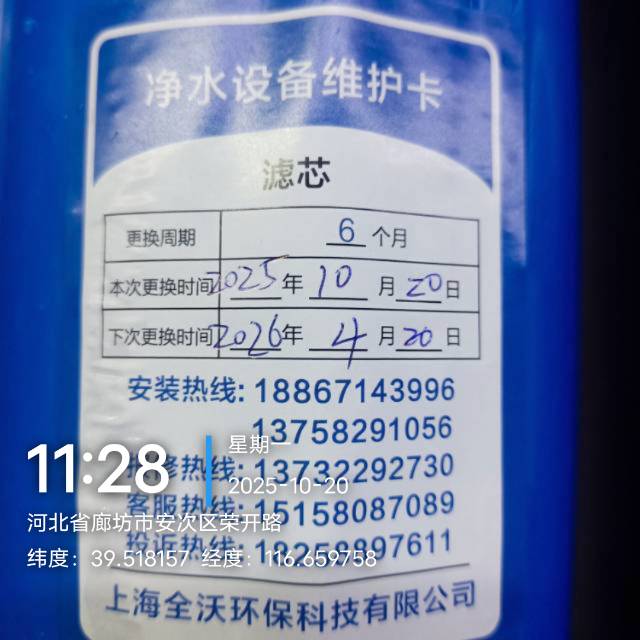 净水设备维护卡
滤芯
更换周期 6 个月
本次更换时间 2025 年 10 月 20 日
下次更换时间 2026 年 4 月 20 日
安装热线: 18867143996
13758291056
热线: 13732292730
客服热线: 15158087089
投诉热线:
上海全沃环保科技有限公司
11:28
星期一
2025-10-20
河北省廊坊市安次区荣开路
纬度: 39.518157 经度: 116.659758